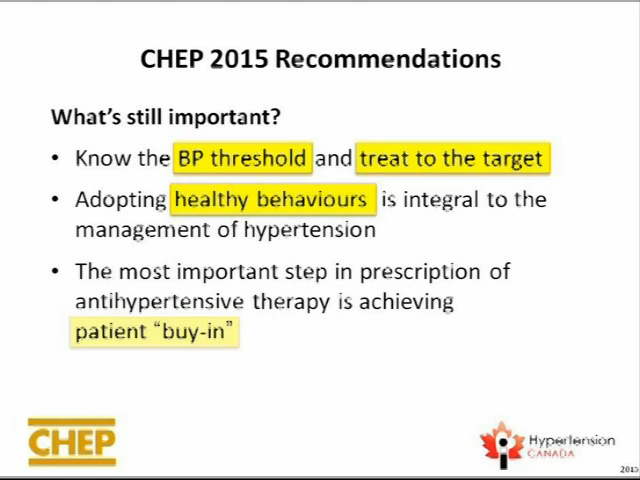 CHEP 2015 Recommendations
What's still important?
• Know the BP threshold and treat to the target
• Adopting healthy behaviours is integral to the
management of hypertension
• The most important step in prescription of
antihypertensive therapy is achieving
patient “buy-in”
CHEP
Hypertension
CANADA
2015